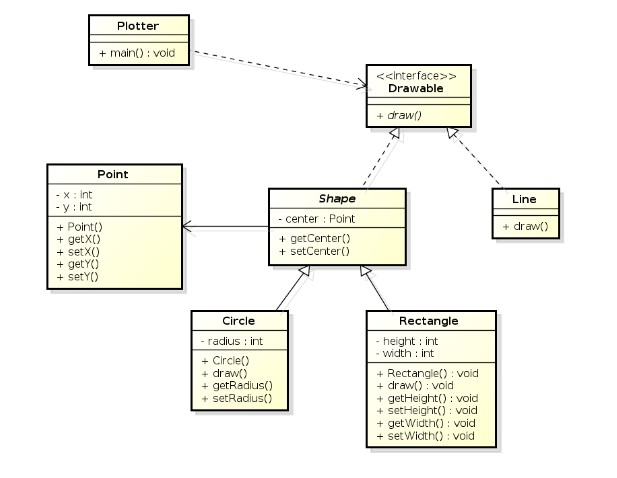 Plotter
+ main() : void
<<Interface>>
Drawable
+ draw()
Point
- x : int
- y : int
+ Point()
+ getX()
+ setX()
+ getY()
+ setY()
Shape
- center : Point
+ getCenter()
+ setCenter()
Line
+ draw()
Circle
- radius : int
+ Circle()
+ draw()
+ getRadius()
+ setRadius()
Rectangle
- height : int
- width : int
+ Rectangle() : void
+ draw() : void
+ getHeight() : void
+ setHeight() : void
+ getWidth() : void
+ setWidth() : void